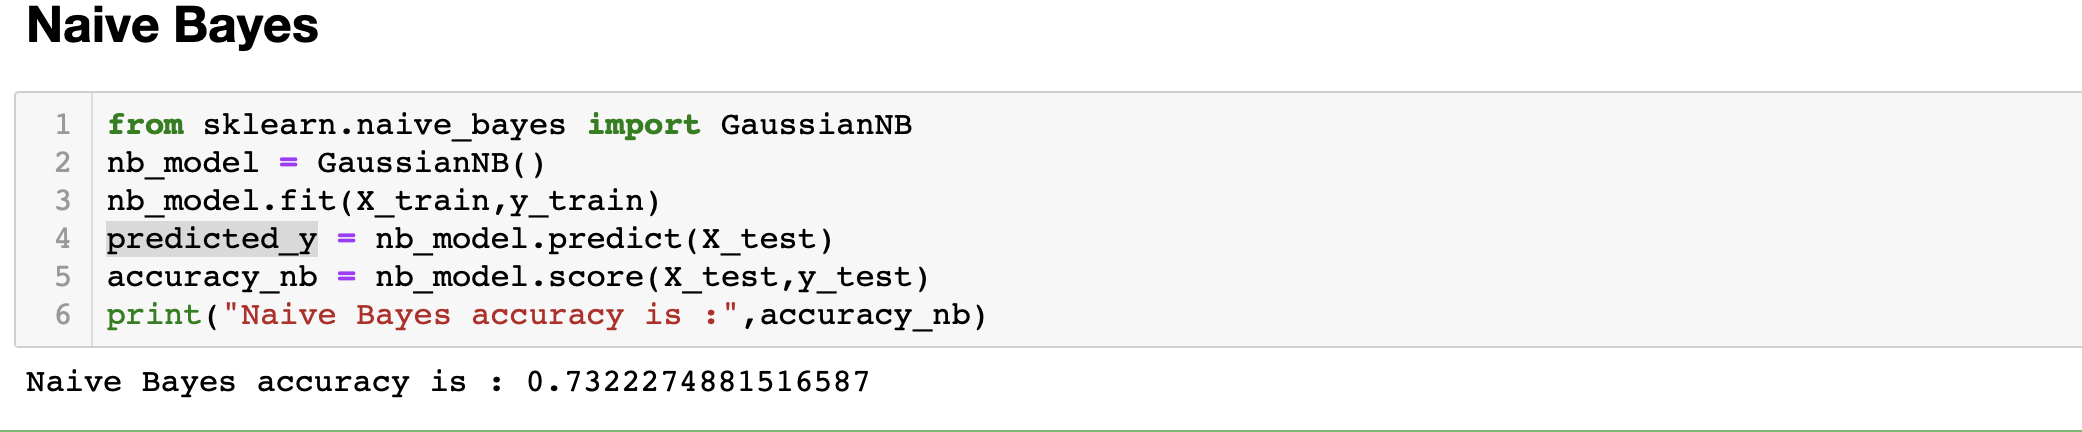 Naive Bayes
1 from sklearn.naive_bayes import GaussianNB
2 nb_model = GaussianNB()
3 nb_model.fit(X_train,y_train)
4 predicted_y = nb_model.predict(X_test)
5 accuracy_nb = nb_model.score(X_test,y_test)
6 print("Naive Bayes accuracy is :",accuracy_nb)
Naive Bayes accuracy is : 0.7322274881516587